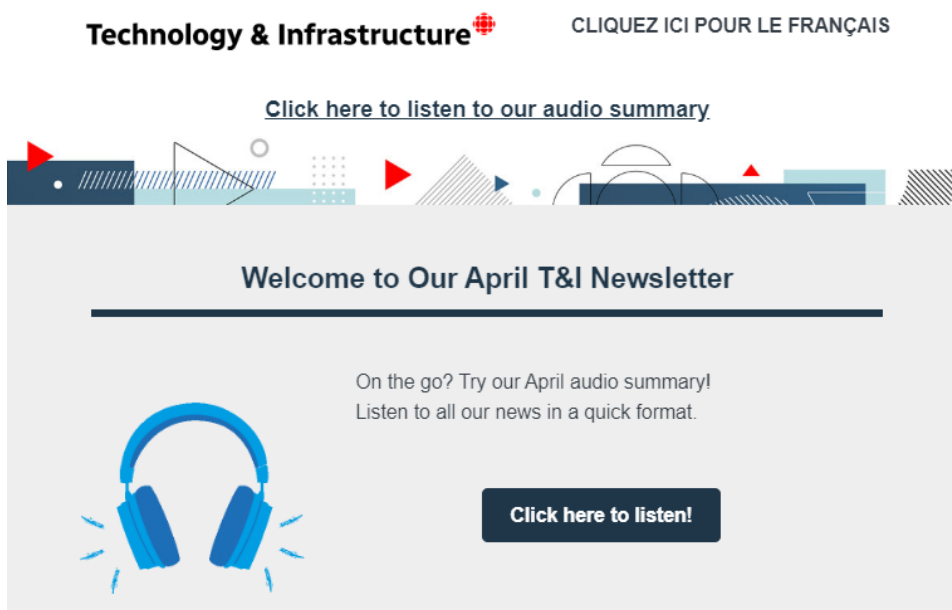 Technology & Infrastructure
CLIQUEZ ICI POUR LE FRANÇAIS
Click here to listen to our audio summary
Welcome to Our April T&I Newsletter
On the go? Try our April audio summary!
Listen to all our news in a quick format.
Click here to listen!